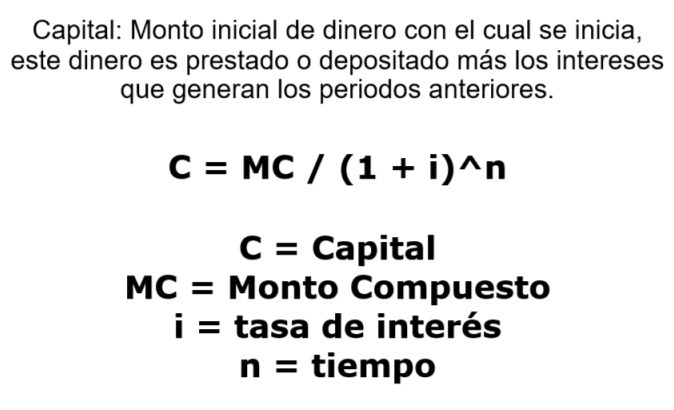 Capital: Monto inicial de dinero con el cual se inicia,
este dinero es prestado o depositado más los intereses
que generan los periodos anteriores.
C = MC / (1 + i)^n
C = Capital
MC = Monto Compuesto
i = tasa de interés
n = tiempo